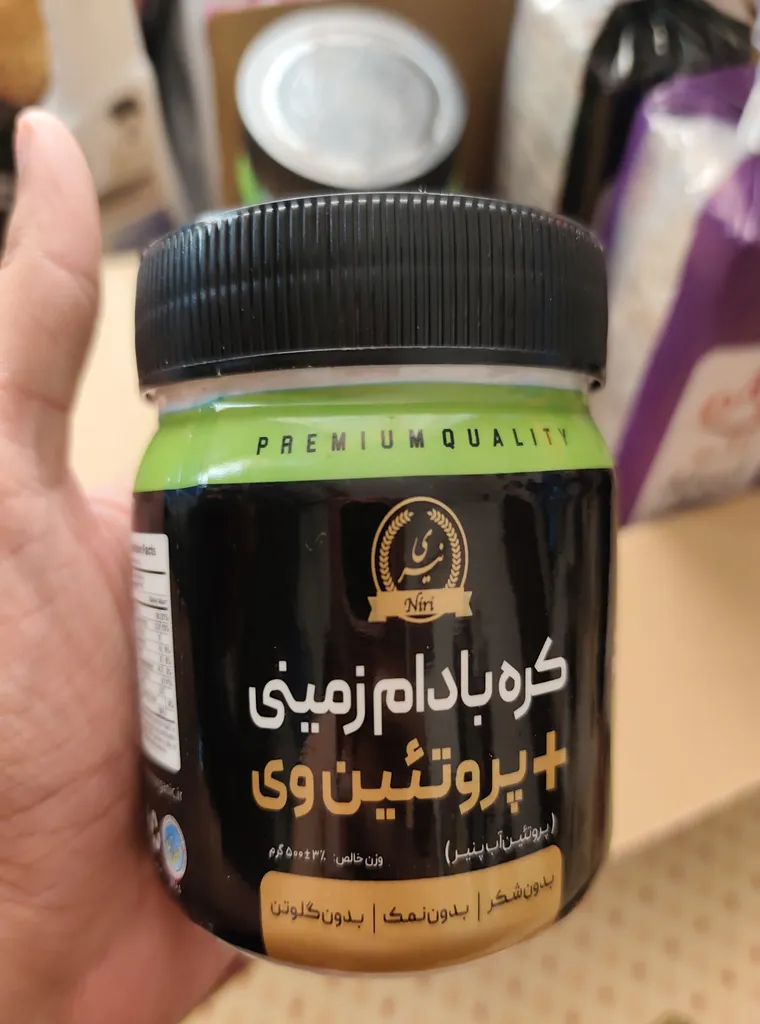 PREMIUM QUALITY
نیری
Niri
کره بادام زمینی
+ پروتئین وی
(پروتئین آب پنیر)
وزن خالص: ۳٪±۵۰۰ گرم
بدون شکر | بدون نمک | بدون گلوتن